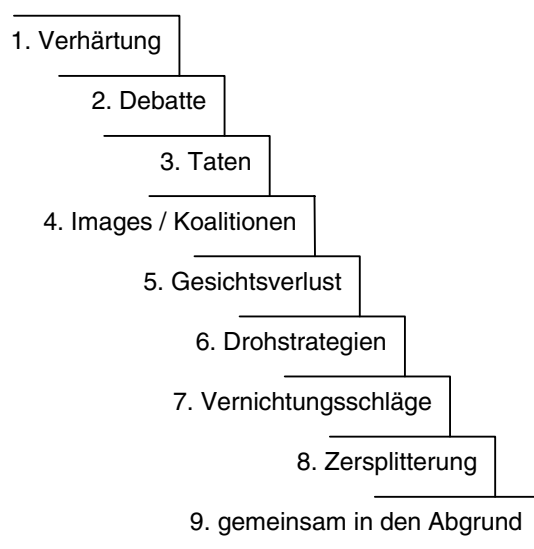 1. Verhärtung
2. Debatte
3. Taten
4. Images / Koalitionen
5. Gesichtsverlust
6. Drohstrategien
7. Vernichtungsschläge
8. Zersplitterung
9. gemeinsam in den Abgrund